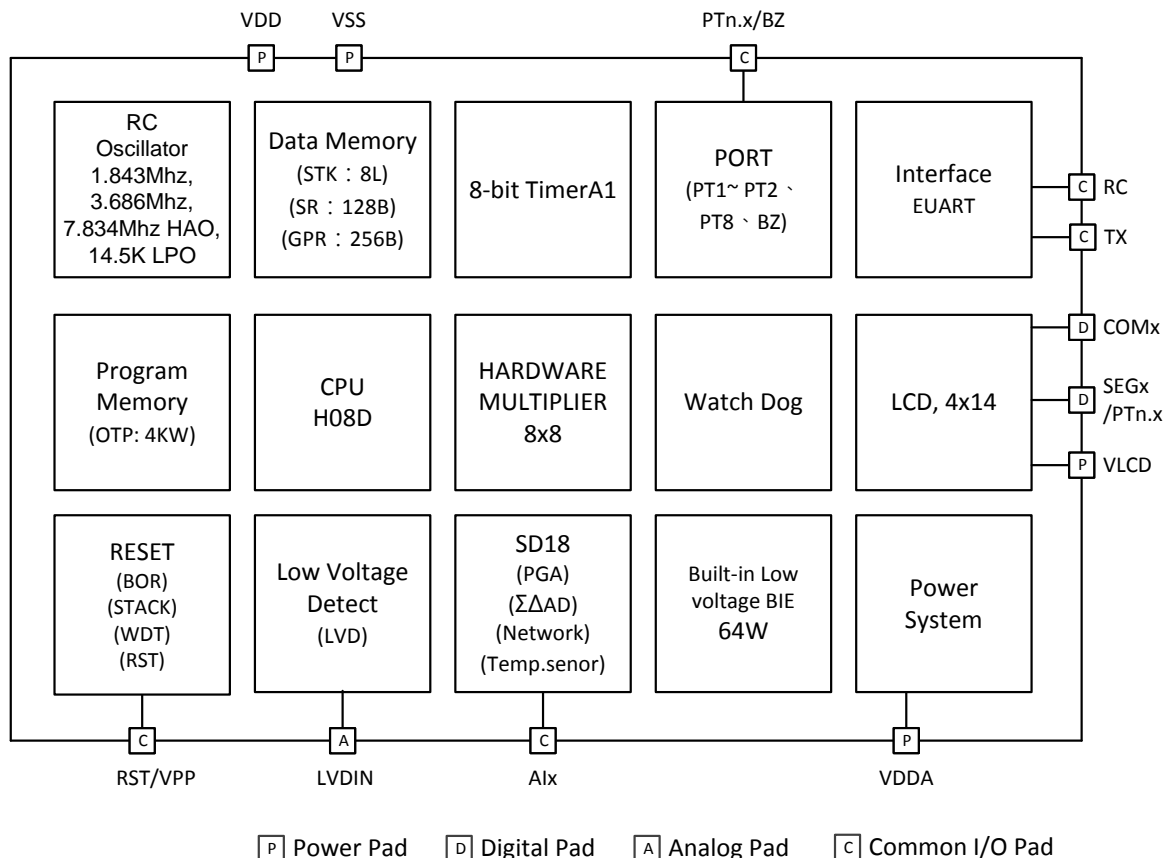 VDD
VSS
PTn.x/BZ
P
P
C
RC
Oscillator
1.843Mhz,
3.686Mhz,
7.834Mhz HAO,
14.5K LPO
Data Memory
(STK：8L)
(SR：128B)
(GPR：256B)
8-bit TimerA1
PORT
(PT1~ PT2、
PT8、BZ)
Interface
EUART
C
RC
C
TX
Program
Memory
(OTP: 4KW)
CPU
H08D
HARDWARE
MULTIPLIER
8x8
Watch Dog
LCD, 4x14
D
COMx
D
SEGx
/PTn.x
P
VLCD
RESET
(BOR)
(STACK)
(WDT)
(RST)
Low Voltage
Detect
(LVD)
SD18
(PGA)
(ΣΔAD)
(Network)
(Temp.senor)
Built-in Low
voltage BIE
64W
Power
System
C
A
C
P
RST/VPP
LVDIN
AIx
VDDA
P Power Pad
D Digital Pad
A Analog Pad
C Common I/O Pad